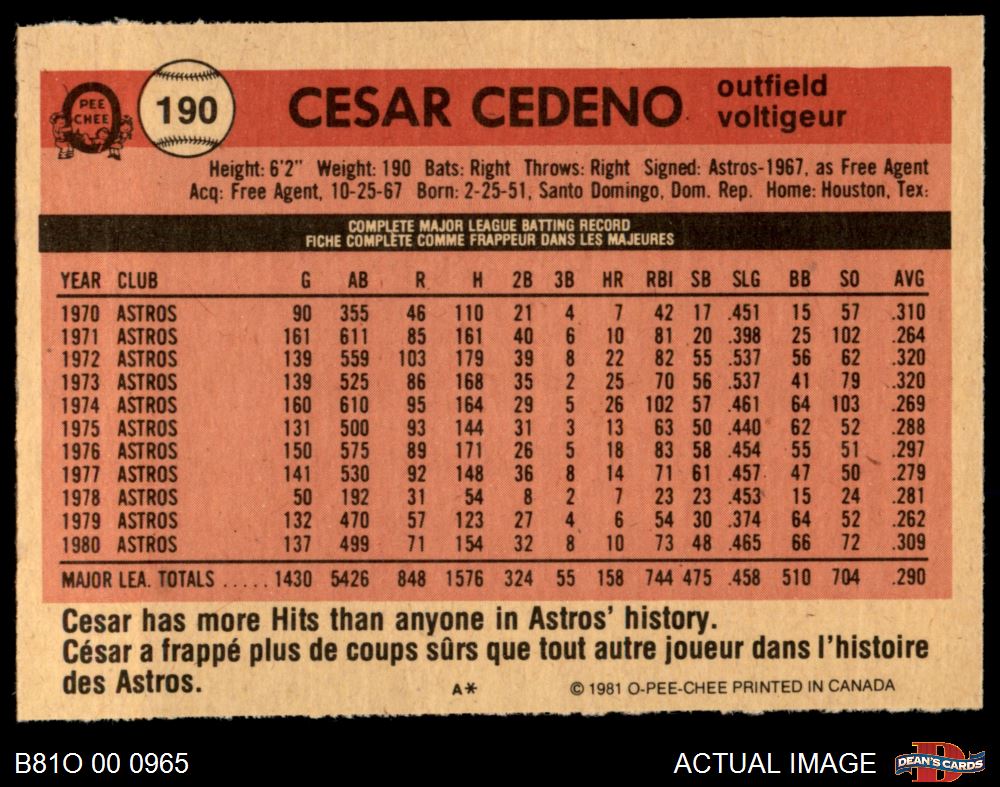 PEE
CHEE
190
CESAR CEDENO
outfield
voltigeur
Height: 6'2" Weight: 190 Bats: Right Throws: Right Signed: Astros-1967, as Free Agent
Acq: Free Agent, 10-25-67 Born: 2-25-51, Santo Domingo, Dom. Rep. Home: Houston, Tex:
COMPLETE MAJOR LEAGUE BATTING RECORD
FICHE COMPLÈTE COMME FRAPPEUR DANS LES MAJEURES
YEAR CLUB G AB R H 2B 3B HR RBI SB SLG BB SO AVG
1970 ASTROS 90 355 46 110 21 4 7 42 17 .451 15 57 .310
1971 ASTROS 161 611 85 161 40 6 10 81 20 .398 25 102 .264
1972 ASTROS 139 559 103 179 39 8 22 82 55 .537 56 62 .320
1973 ASTROS 139 525 86 168 35 2 25 70 56 .537 41 79 .320
1974 ASTROS 160 610 95 164 29 5 26 102 57 .461 64 103 .269
1975 ASTROS 131 500 93 144 31 3 13 63 50 .440 62 52 .288
1976 ASTROS 150 575 89 171 26 5 18 83 58 .454 55 51 .297
1977 ASTROS 141 530 92 148 36 8 14 71 61 .457 47 50 .279
1978 ASTROS 50 192 31 54 8 2 7 23 23 .453 15 24 .281
1979 ASTROS 132 470 57 123 27 4 6 54 30 .374 64 52 .262
1980 ASTROS 137 499 71 154 32 8 10 73 48 .465 66 72 .309
MAJOR LEA. TOTALS ..... 1430 5426 848 1576 324 55 158 744 475 .458 510 704 .290
Cesar has more Hits than anyone in Astros' history.
César a frappé plus de coups sûrs que tout autre joueur dans l'histoire
des Astros.
A* © 1981 O-PEE-CHEE PRINTED IN CANADA
B81O 00 0965
ACTUAL IMAGE
D
DEAN'S CARDS